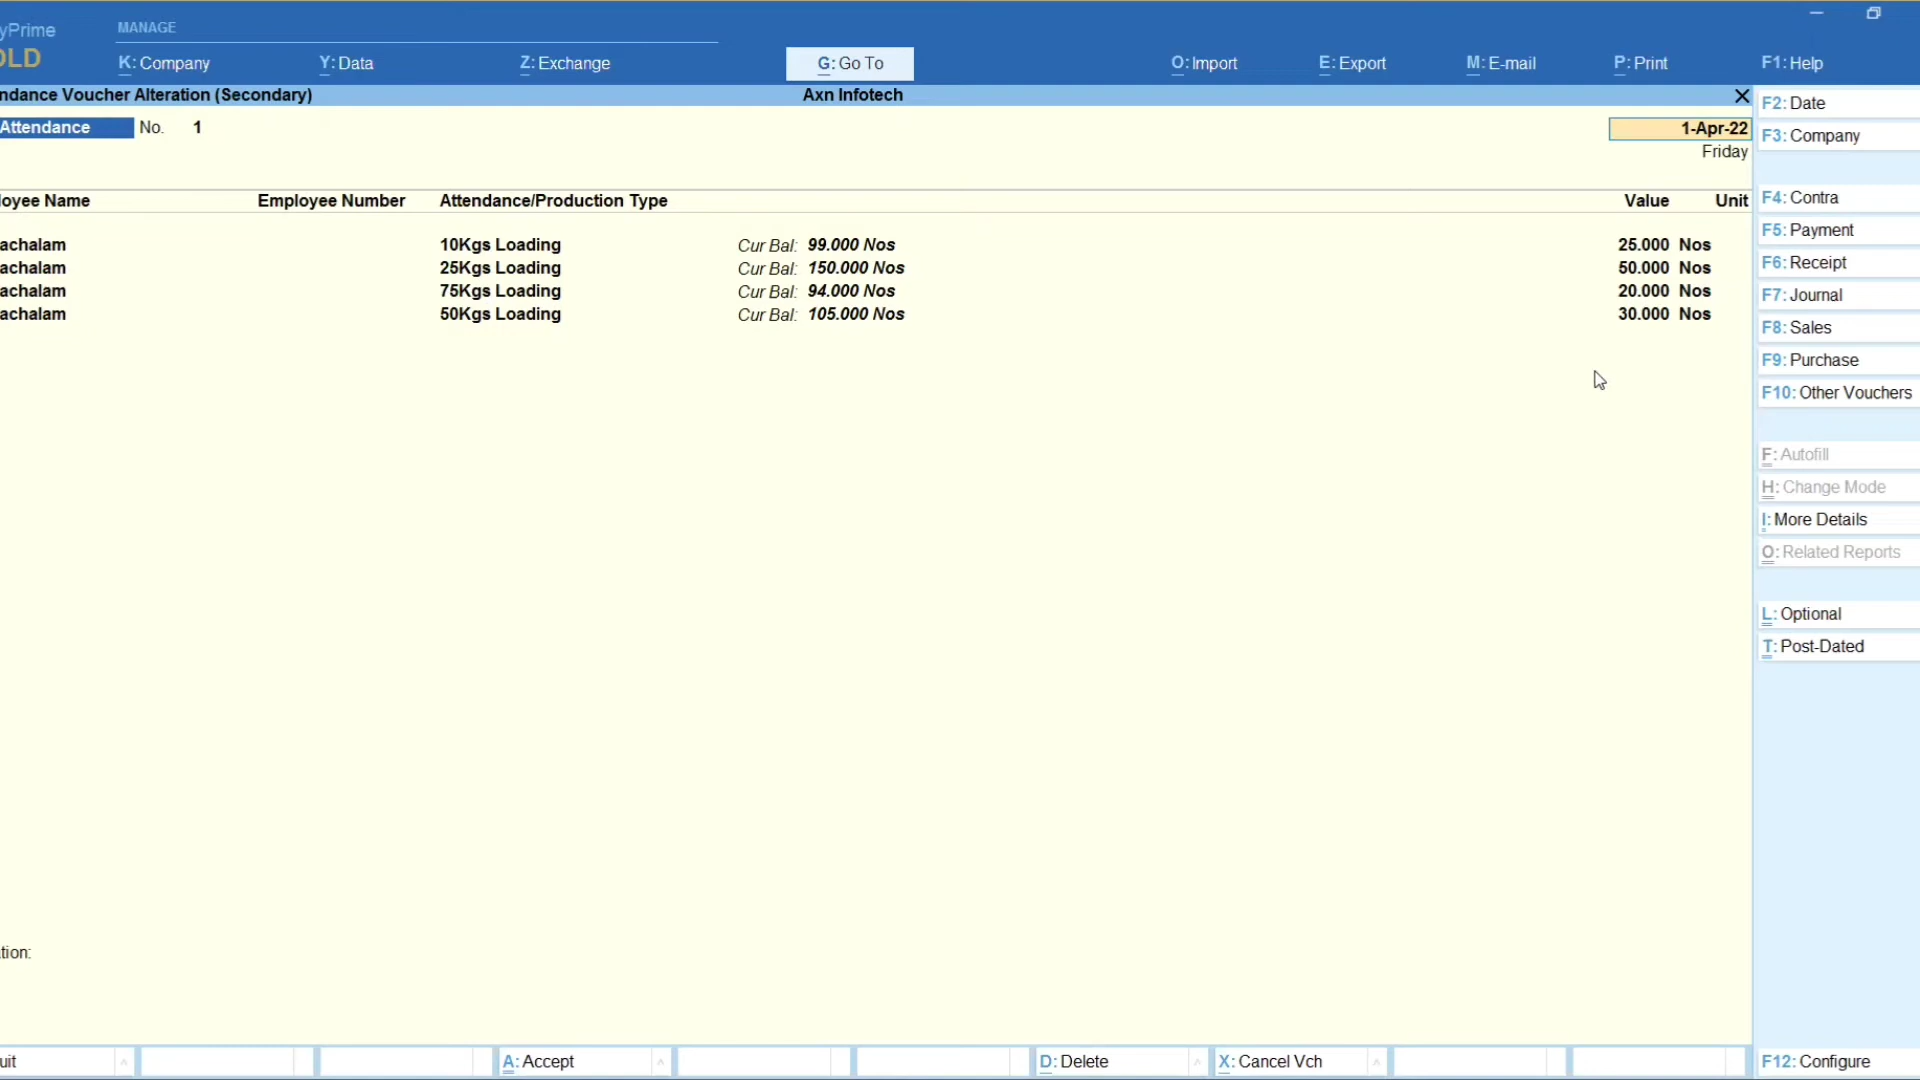 yPrime
MANAGE
OLD
K: Company Y: Data Z: Exchange G: Go To O: Import E: Export M: E-mail P: Print F1: Help
ndance Voucher Alteration (Secondary) Axn Infotech
Attendance No. 1 1-Apr-22
Friday
loyee Name Employee Number Attendance/Production Type Value Unit
achalam 10Kgs Loading Cur Bal: 99.000 Nos 25.000 Nos
achalam 25Kgs Loading Cur Bal: 150.000 Nos 50.000 Nos
achalam 75Kgs Loading Cur Bal: 94.000 Nos 20.000 Nos
achalam 50Kgs Loading Cur Bal: 105.000 Nos 30.000 Nos
tion:
uit A: Accept D: Delete X: Cancel Vch
F2: Date
F3: Company
F4: Contra
F5: Payment
F6: Receipt
F7: Journal
F8: Sales
F9: Purchase
F10: Other Vouchers
F: Autofill
H: Change Mode
I: More Details
O: Related Reports
L: Optional
T: Post-Dated
F12: Configure